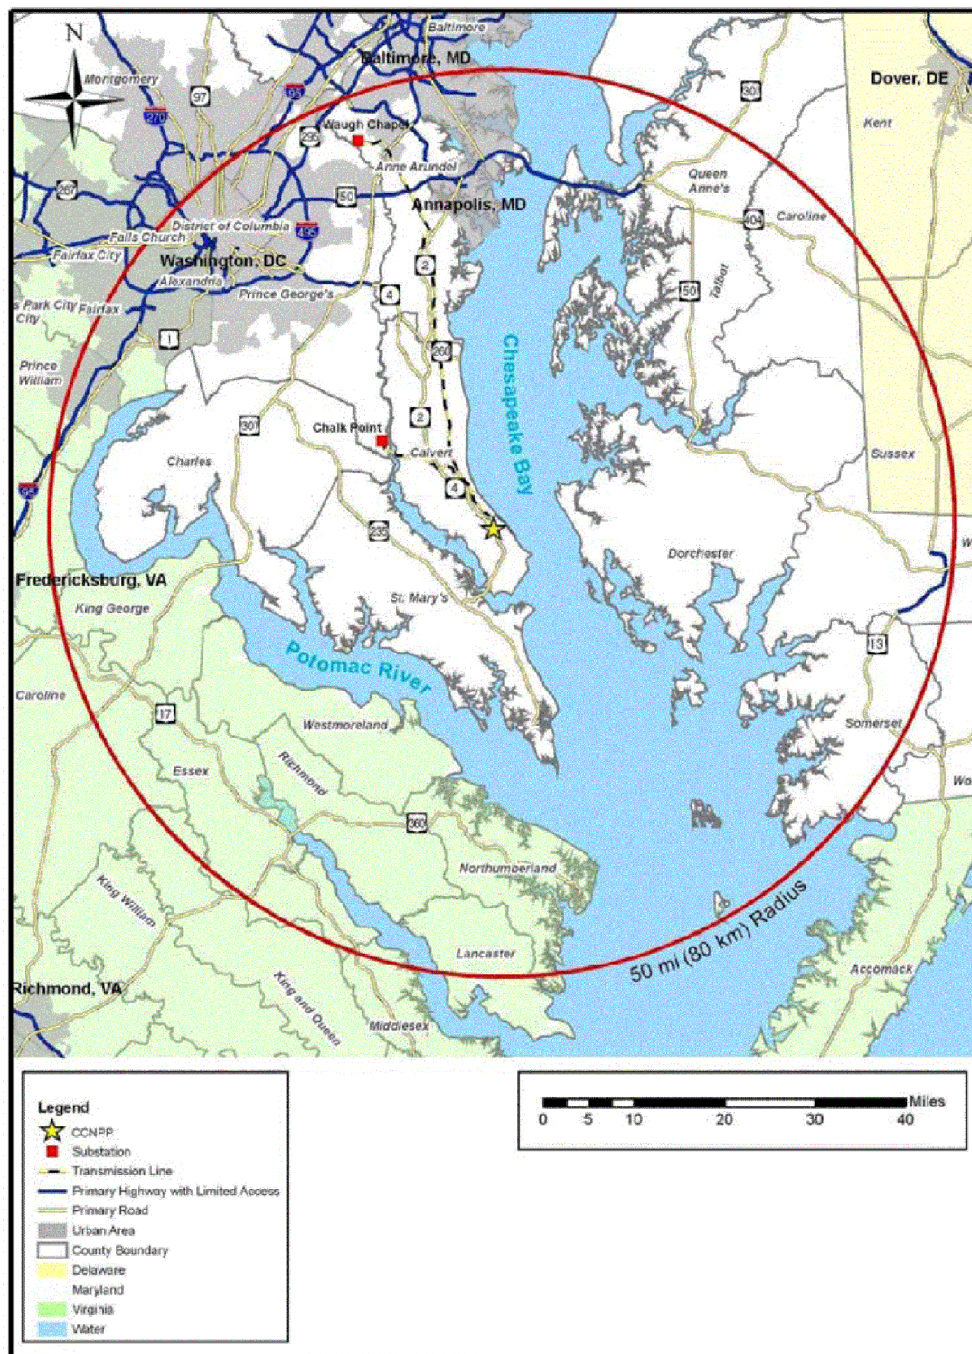 N
Baltimore
Baltimore, MD
Montgomery
97
95
270
Dover, DE
301
Kent
Waugh Chapel
295
Anne Arundel
Queen
Anne's
267
50
Annapolis, MD
404
Caroline
District of Columbia
Falls Church
495
Fairfax City
Washington, DC
Alexandria
Prince George's
2
4
50
Talbot
s Park City
City
Fairfax
1
260
Prince
William
Chesapeake Bay
301
Chalk Point
2
Calvert
Charles
Sussex
4
95
235
W
Dorchester
Fredericksburg, VA
King George
St. Mary's
13
Potomac River
Caroline
17
Westmoreland
Somerset
Essex
Richmond
Wo
360
Northumberland
King William
50 mi (80 km) Radius
Lancaster
Accomack
Richmond, VA
King and Queen
Middlesex
Legend
CCNPP
Substation
Transmission Line
Primary Highway with Limited Access
Primary Road
Urban Area
County Boundary
Delaware
Maryland
Virginia
Water
Miles
0 5 10 20 30 40